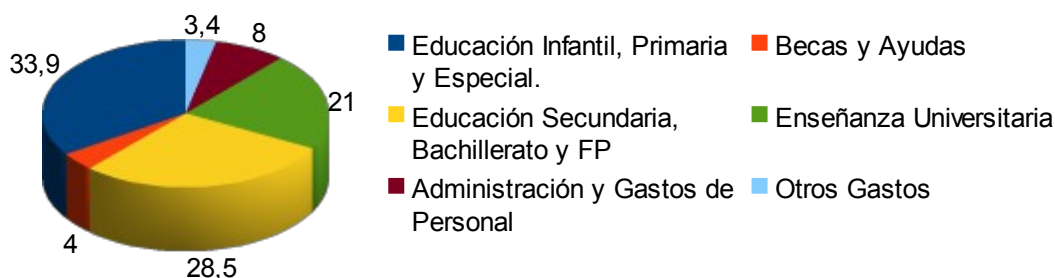 3,4
8
33,9
21
4
28,5
Educación Infantil, Primaria
y Especial.
Becas y Ayudas
Educación Secundaria,
Bachillerato y FP
Enseñanza Universitaria
Administración y Gastos de
Personal
Otros Gastos